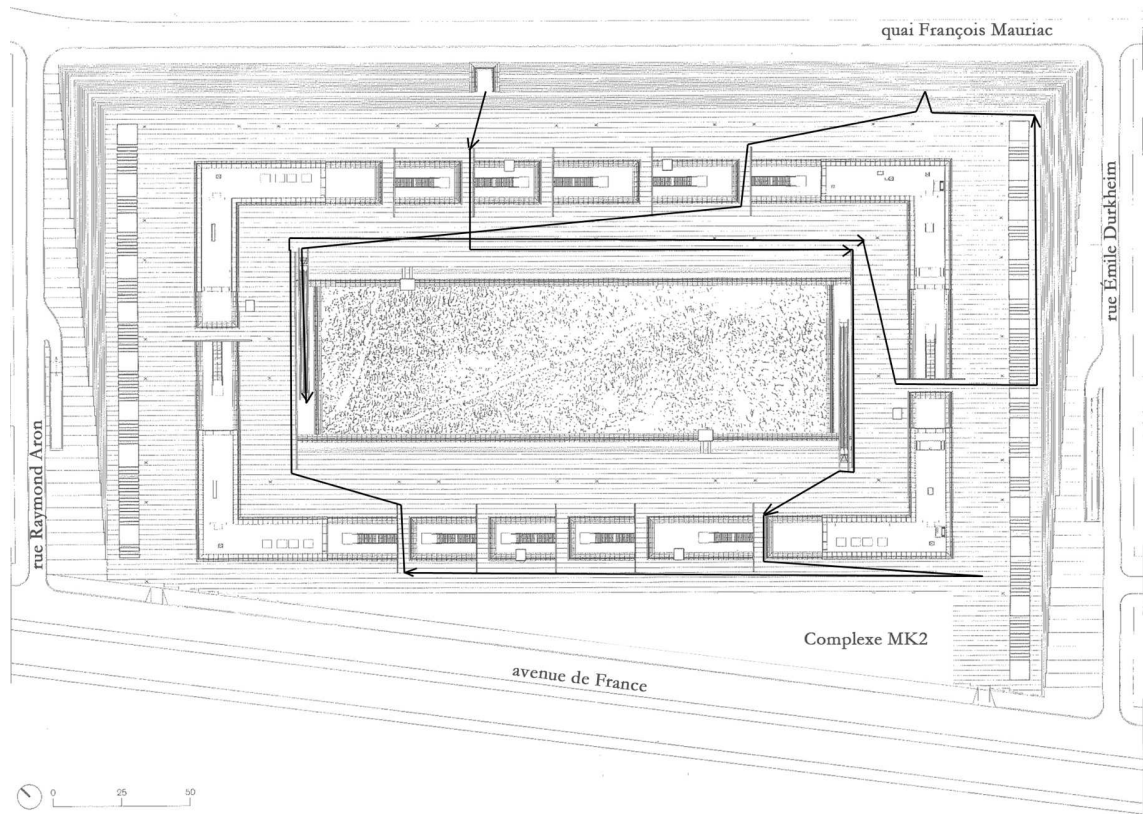 quai François Mauriac
rue Émile Durkheim
rue Raymond Aron
Complexe MK2
avenue de France
0 25 50